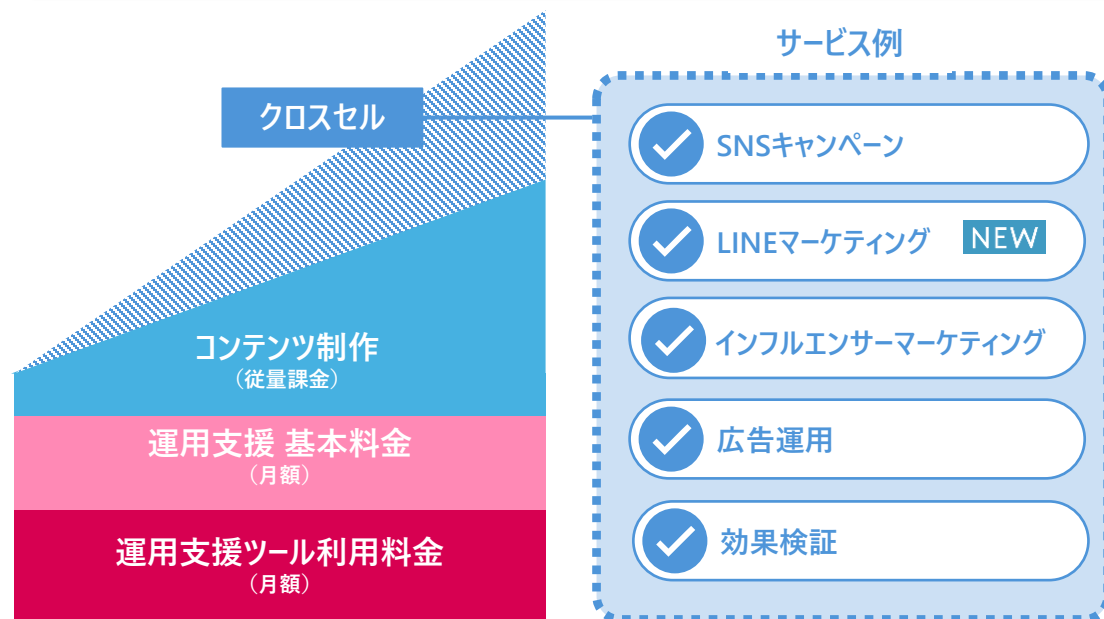 クロスセル
コンテンツ制作
（従量課金）
運用支援 基本料金
（月額）
運用支援ツール利用料金
（月額）
サービス例
SNSキャンペーン
LINEマーケティング NEW
インフルエンサーマーケティング
広告運用
効果検証